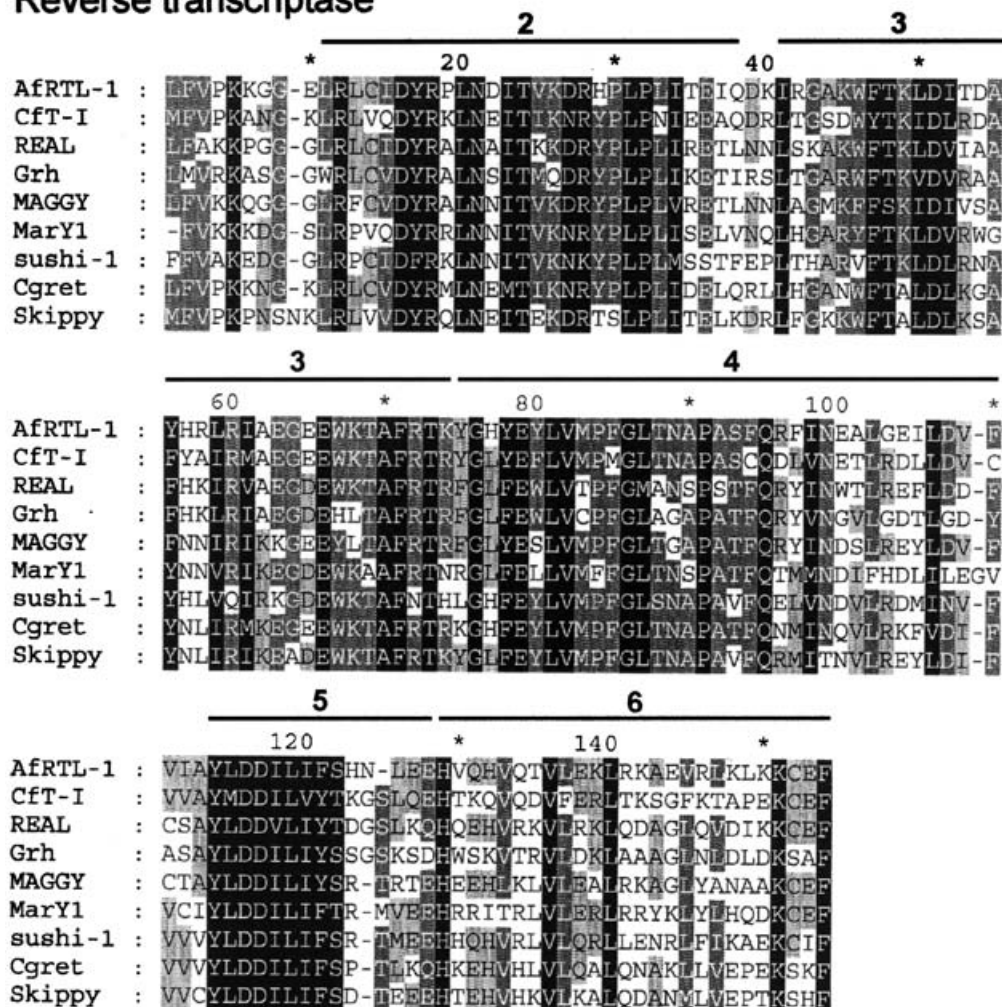 Reverse transcriptase
2 3
* 20 * 40 *
AfRTL-1 : LFVPKKGG-ELRLCIDYRPLNDITVKDRHPLPLITEIQDKIRGAKWFTKLDITDA
CfT-I : MFVPKANG-KLRLVQDYRKLNEITIKNRYPLPNIEEAQDRLTGSDWYTKIDLRDA
REAL : LFAKKPGG-GLRLCIDYRALNAITKKDRYPLPLIRETLNNLSKAKWFTKLDVIAA
Grh : LMVRKASG-GWRLCVDYRALNSITMQDRYPLPLIKETIRSLTGARWFTKVDVRAA
MAGGY : LFVKKQGG-GLRFCVDYRALNNITVKDRYPLPLVRETLNNLAGMKFFSKIDIVSA
MarY1 : -FVKKKDG-SLRPVQDYRRLNNITVKNRYPLPLISELVNQLHGARYFTKLDVRWG
sushi-1 : FFVAKEDG-GLRPCIDFRKLNNITVKNKYPLPLMSSTFEPLTHARVFTKLDLRNA
Cgret : LFVPKKNG-KLRLCVDYRMLNEMTIKNRYPLPLIDELQRLLHGANWFTALDLKGA
Skippy : MFVPKPNSNKLRLVVDYRQLNEITEKDRTSLPLITELKDRLFGKKWFTALDLKSA
3 4
60 * 80 * 100 *
AfRTL-1 : YHRLRIAEGEEWKTAFRTKYGHYEYLVMPFGLTNAPASFQRFINEALGEILDV-F
CfT-I : FYAIRMAEGEEWKTAFRTRYGLYEFLVMPMGLTNAPASCQDLVNETLRDLLDV-C
REAL : FHKIRVAEGDEWKTAFRTRFGLFEWLVTPFGMANSPSTFQRYINWTLREFLDD-F
Grh : FHKLRIAEGDEHLTAFRTRFGLFEWLVCPFGLAGAPATFQRYVNGVLGDTLGD-Y
MAGGY : FNNIRIKKGEEYLTAFRTRFGLYESLVMPFGLTGAPATFQRYINDSLREYLDV-F
MarY1 : YNNVRIKEGDEWKAAFRTNRGLFELLVMFFGLTNSPATFQTMMNDIFHDLILEGV
sushi-1 : YHLVQIRKGDEWKTAFNTHLGHFEYLVMPFGLSNAPAVFQELVNDVLRDMINV-F
Cgret : YNLIRMKEGEEWKTAFRTRKGHFEYLVMPFGLTNAPATFQNMINQVLRKFVDI-F
Skippy : YNLIRIKEADEWKTAFRTKYGLFEYLVMPFGLTNAPAVFQRMITNVLREYLDI-F
5 6
120 * 140 *
AfRTL-1 : VIAYLDDILIFSHN-LEEHVQHVQTVLEKLRKAEVRLKLKKCEF
CfT-I : VVAYMDDILVYTKGSLQEHTKQVQDVFERLTKSGFKTAPEKCEF
REAL : CSAYLDDVLIYTDGSLKQHQEHVRKVLRKLQDAGLQVDIKKCEF
Grh : ASAYLDDILIYSSGSKSDHWSKVTRVLDKLAAAGLNLDLDKSAF
MAGGY : CTAYLDDILIYSR-TRTEHEEHLKLVLEALRKAGLYANAAKCEF
MarY1 : VCIYLDDILIFTR-MVEEHRRITRLVLERLRRYKLYLHQDKCEF
sushi-1 : VVVYLDDILIFSR-TMEEHHQHVRLVLQRLLENRLFIKAEKCIF
Cgret : VVVYLDDILIFSP-TLKQHKEHVHLVLQALQNAKLLVEPEKSKF
Skippy : VVCYLDDILIFSD-TEEEHTEHVHKVLKALQDANMLVEPTKSHF